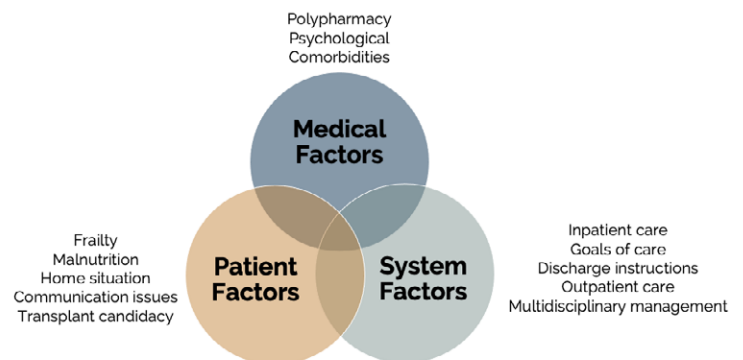 Polypharmacy
Psychological
Comorbidities
Medical
Factors
Frailty
Malnutrition
Home situation
Communication issues
Transplant candidacy
Patient
Factors
System
Factors
Inpatient care
Goals of care
Discharge instructions
Outpatient care
Multidisciplinary management